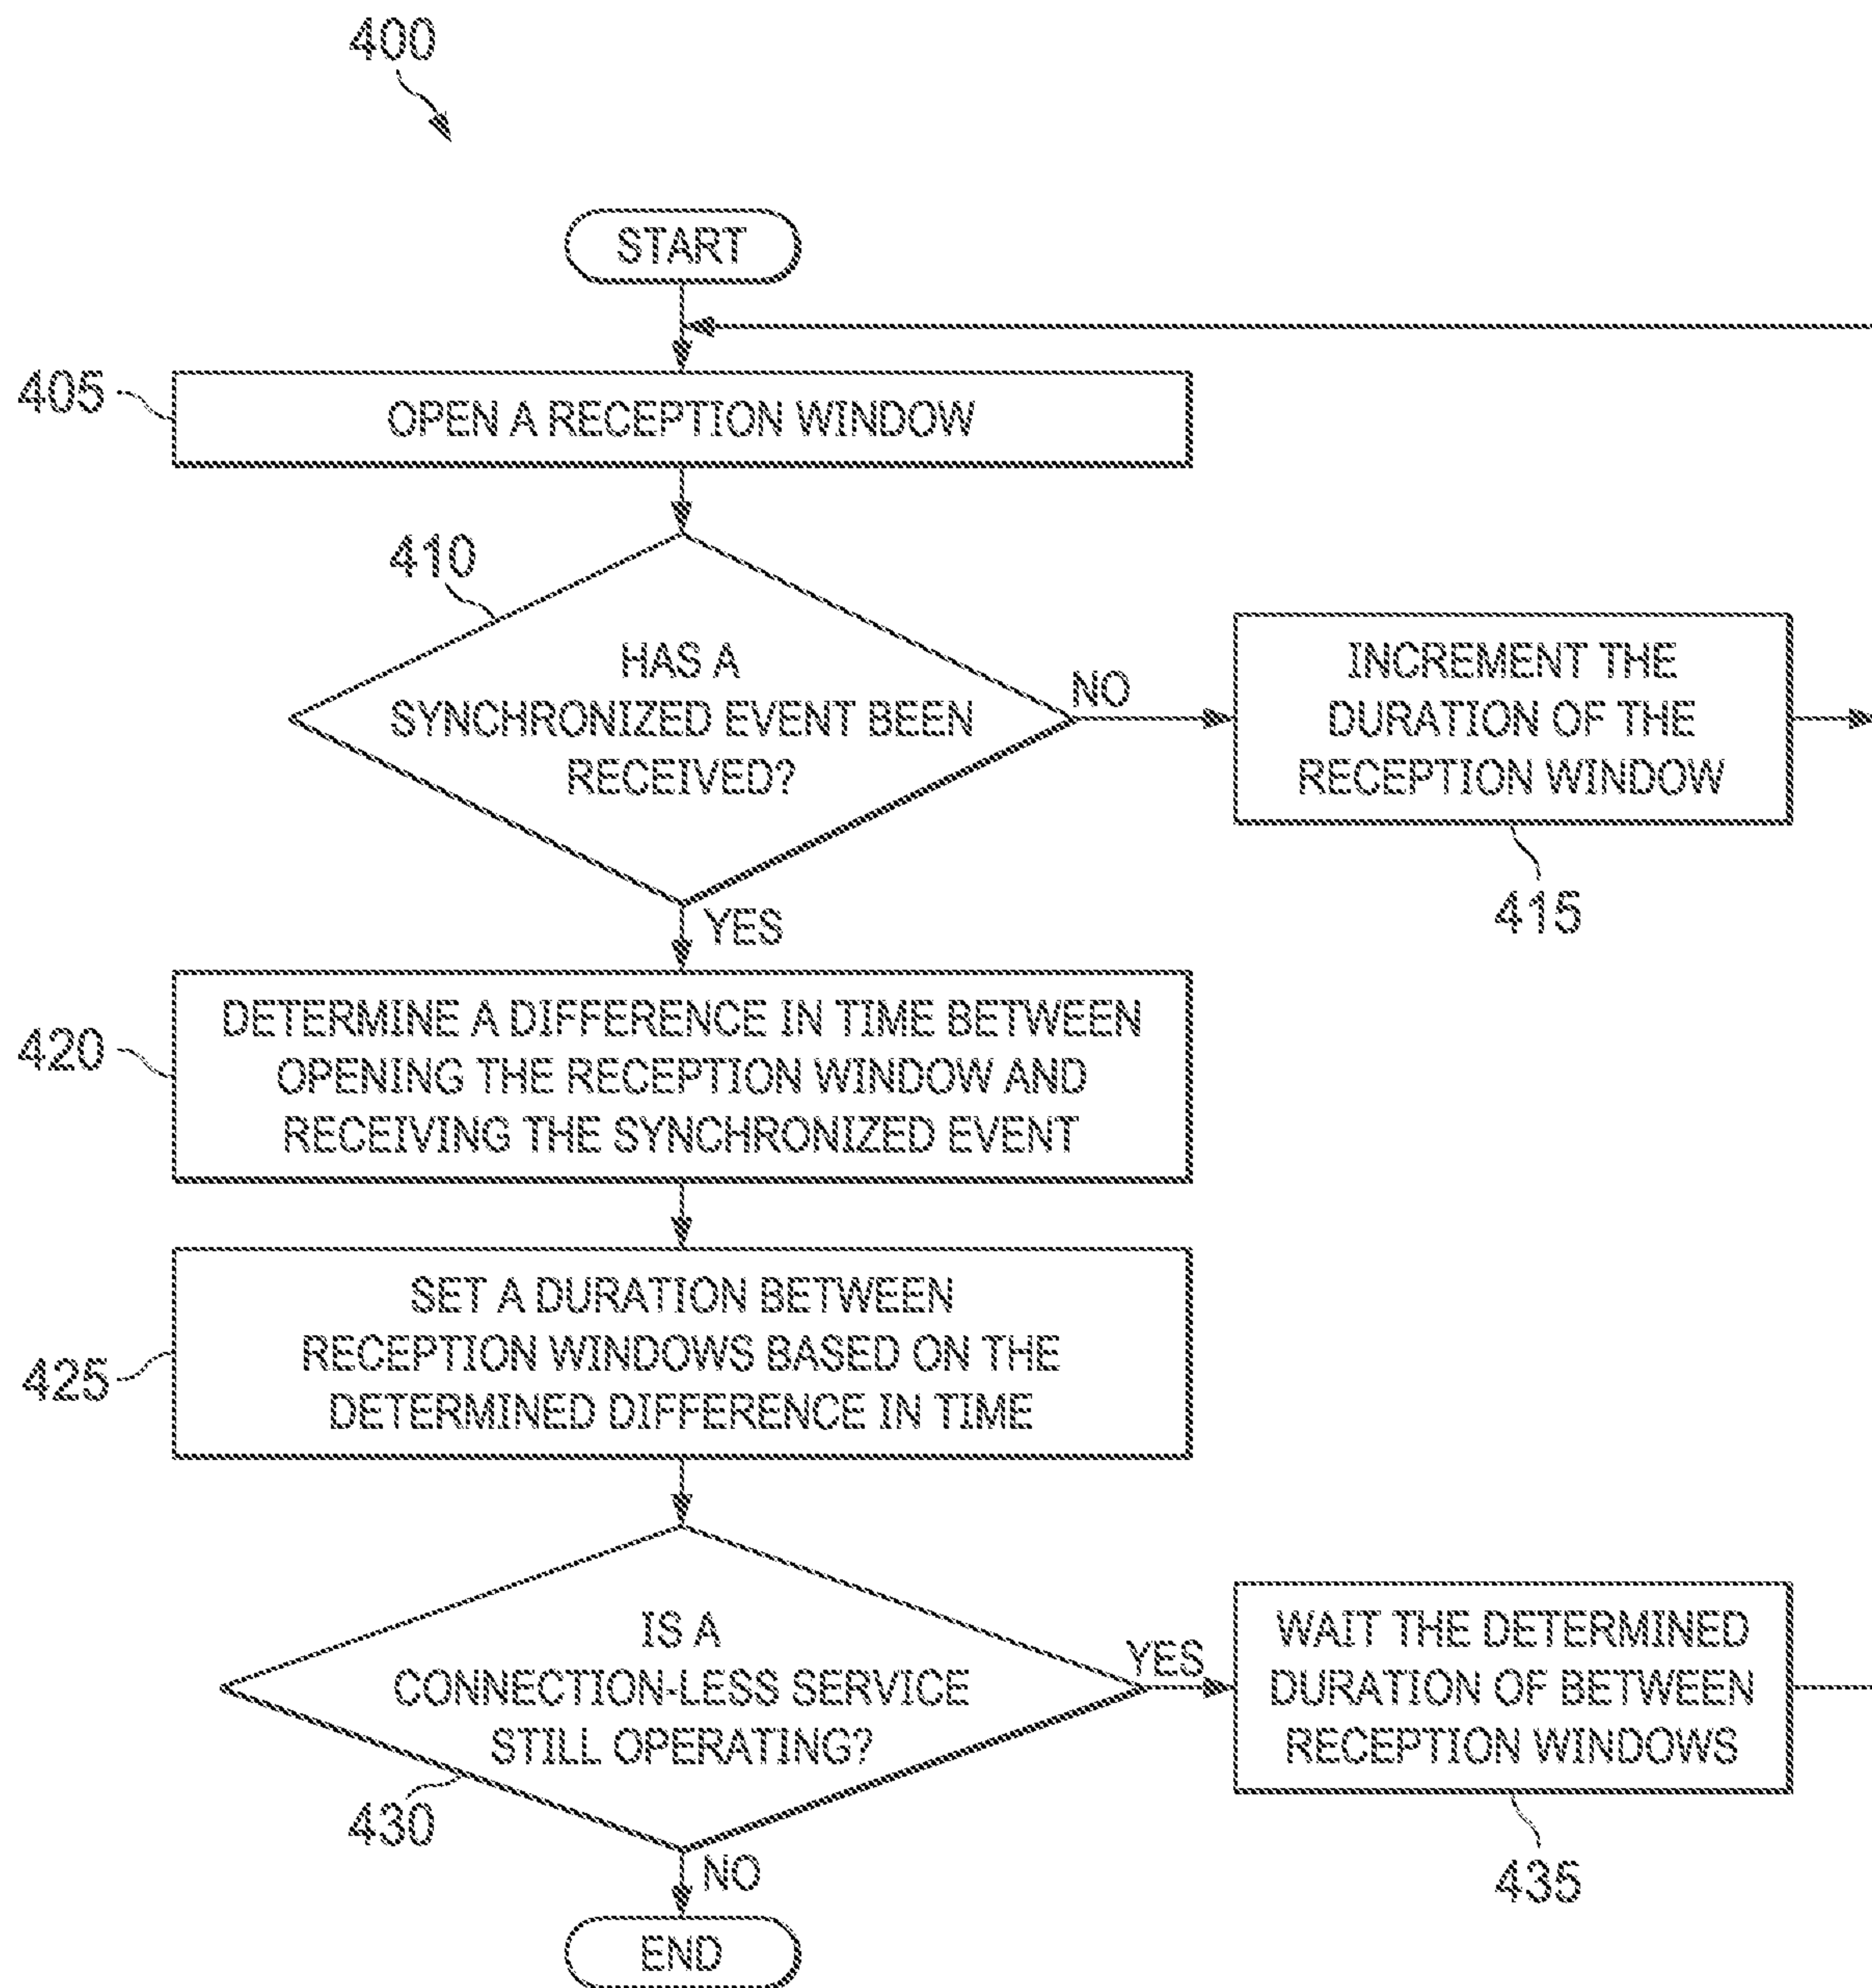 400
START
405
OPEN A RECEPTION WINDOW
410
HAS A
SYNCHRONIZED EVENT BEEN
RECEIVED?
NO
INCREMENT THE
DURATION OF THE
RECEPTION WINDOW
415
YES
420
DETERMINE A DIFFERENCE IN TIME BETWEEN
OPENING THE RECEPTION WINDOW AND
RECEIVING THE SYNCHRONIZED EVENT
425
SET A DURATION BETWEEN
RECEPTION WINDOWS BASED ON THE
DETERMINED DIFFERENCE IN TIME
IS A
CONNECTION-LESS SERVICE
STILL OPERATING?
430
YES
WAIT THE DETERMINED
DURATION OF BETWEEN
RECEPTION WINDOWS
435
NO
END